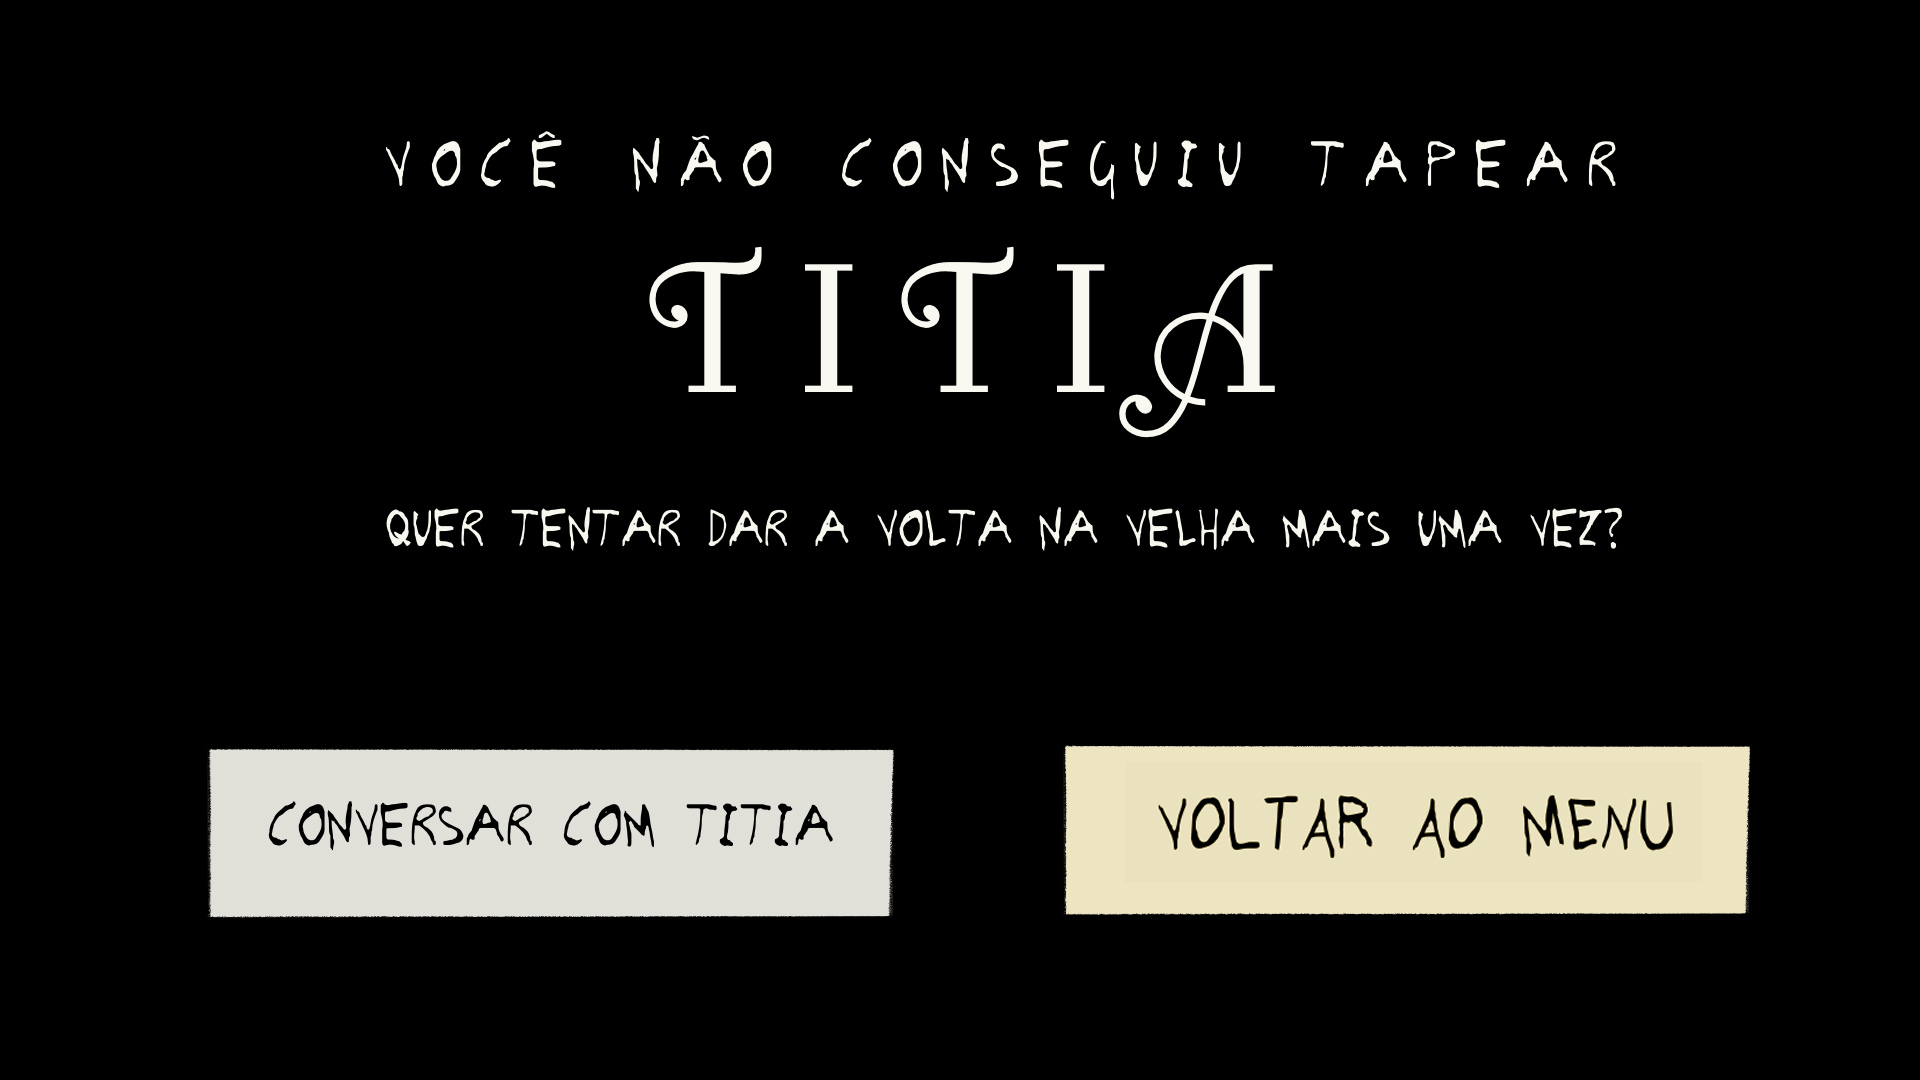 VOCÊ NÃO CONSEGUIU TAPEAR
TITIA
QUER TENTAR DAR A VOLTA NA VELHA MAIS UMA VEZ?
CONVERSAR COM TITIA
VOLTAR AO MENU